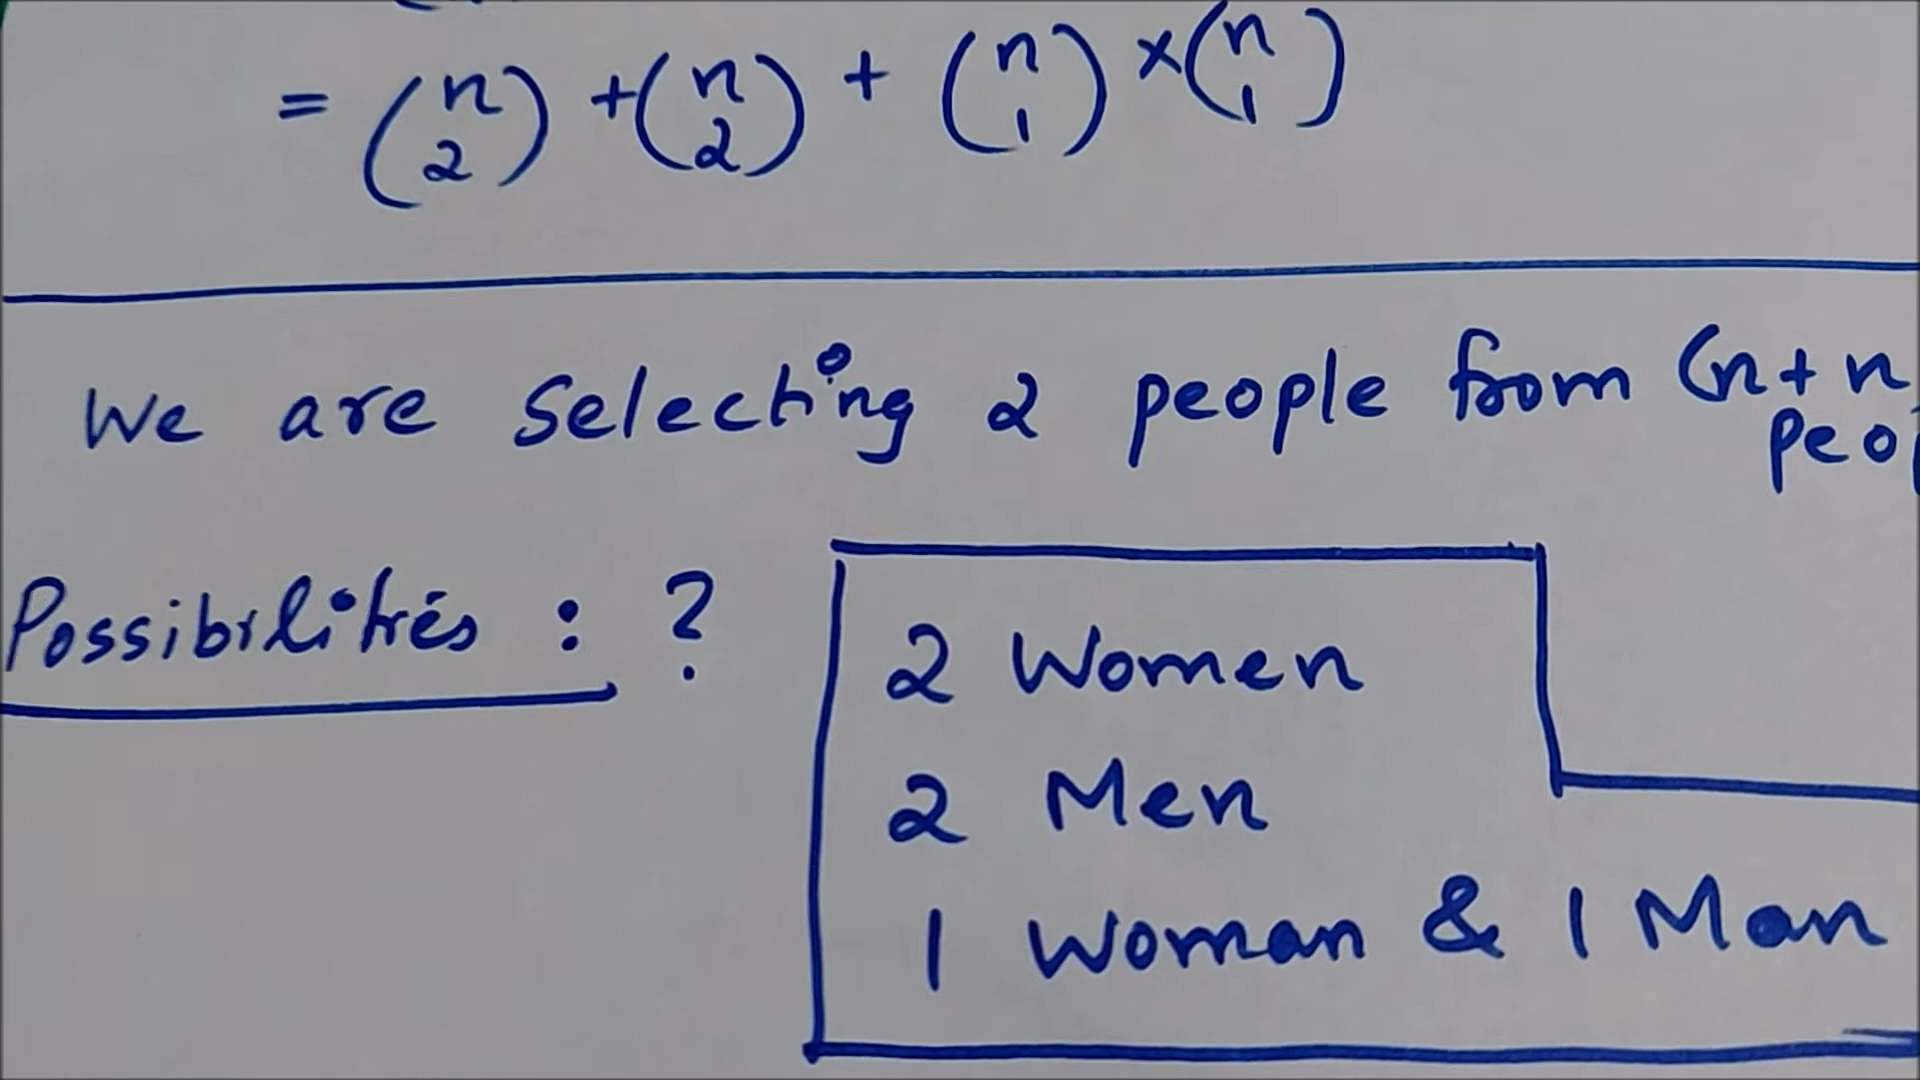 = (n 2) + (n 2) + (n 1) × (n 1)
We are selecting 2 people from (n+n
Possibilities : ?
2 Women
2 Men
1 Woman & 1 Man